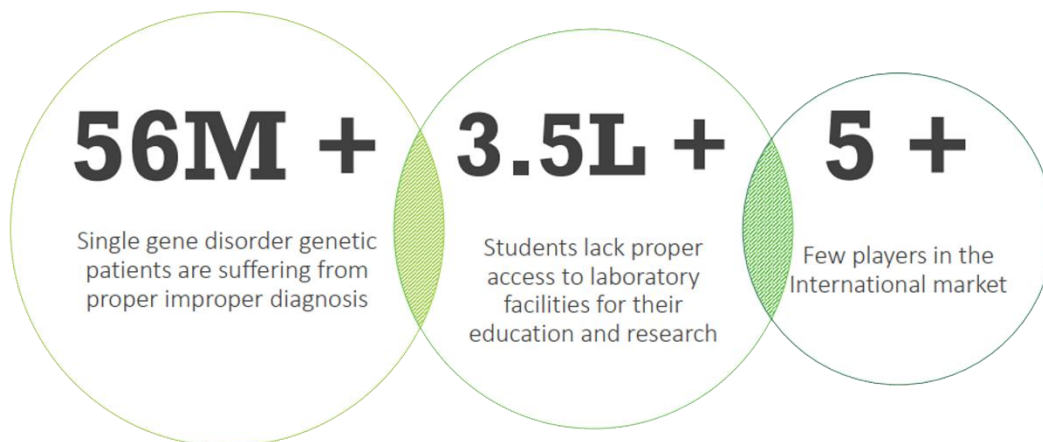 56M +
Single gene disorder genetic
patients are suffering from
proper improper diagnosis
3.5L +
Students lack proper
access to laboratory
facilities for their
education and research
5 +
Few players in the
International market